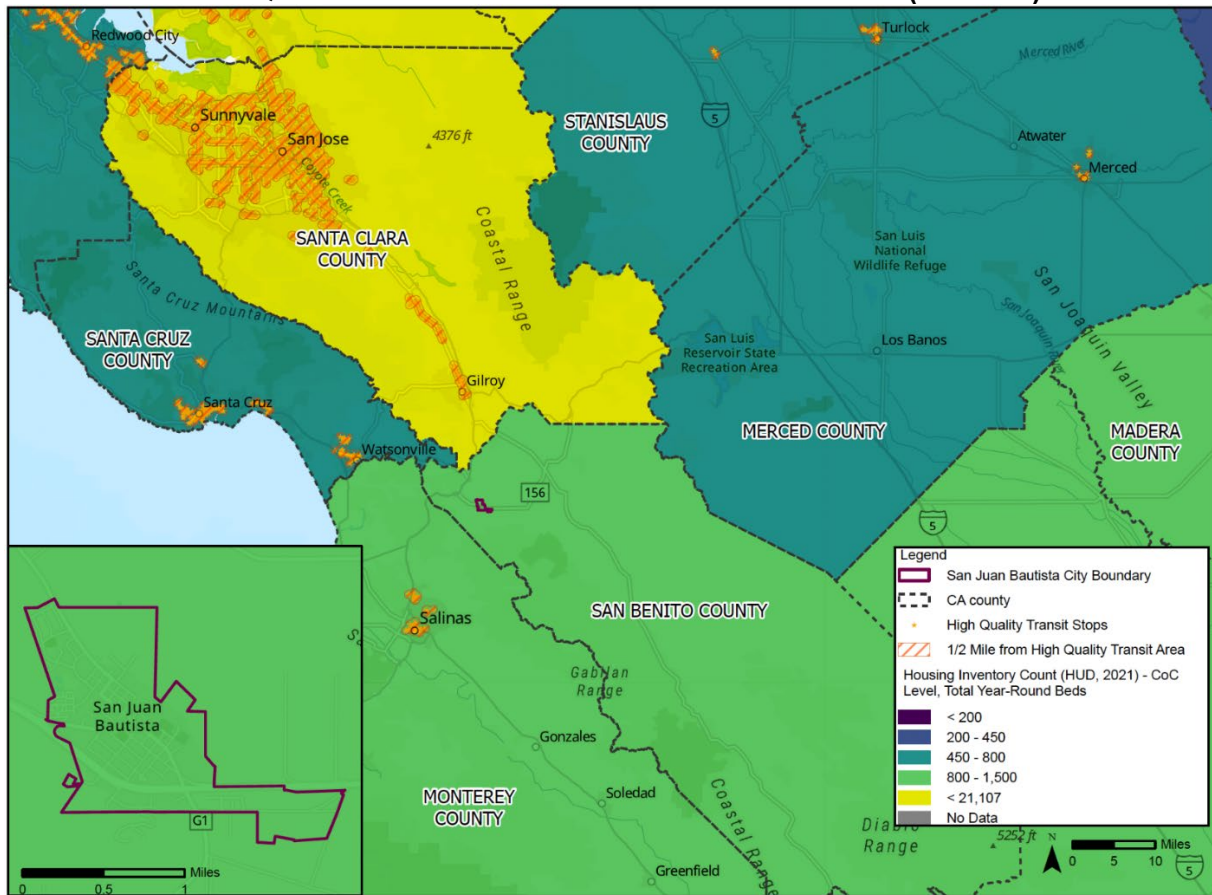 Redwood City
Turlock
Merced River
5
Sunnyvale
San Jose
4376 ft
STANISLAUS
COUNTY
Atwater
Merced
Coyote Creek
SANTA CLARA
COUNTY
Coastal Range
San Luis
National
Wildlife Refuge
San Joaquin Valley
Santa Cruz Mountains
SANTA CRUZ
COUNTY
San Luis
Reservoir State
Recreation Area
Los Banos
Santa Cruz
Gilroy
MERCED COUNTY
MADERA
COUNTY
Watsonville
156
5
Legend
San Juan Bautista City Boundary
CA county
High Quality Transit Stops
1/2 Mile from High Quality Transit Area
Housing Inventory Count (HUD, 2021) - CoC
Level, Total Year-Round Beds
< 200
200 - 450
450 - 800
800 - 1,500
< 21,107
No Data
SAN BENITO COUNTY
Salinas
Gabilan
Range
San Juan
Bautista
G1
Gonzales
Soledad
MONTEREY
COUNTY
Coastal Range
Diablo
Range
5252 ft
Greenfield
N
Miles
0 5 10
5
Miles
0 0.5 1